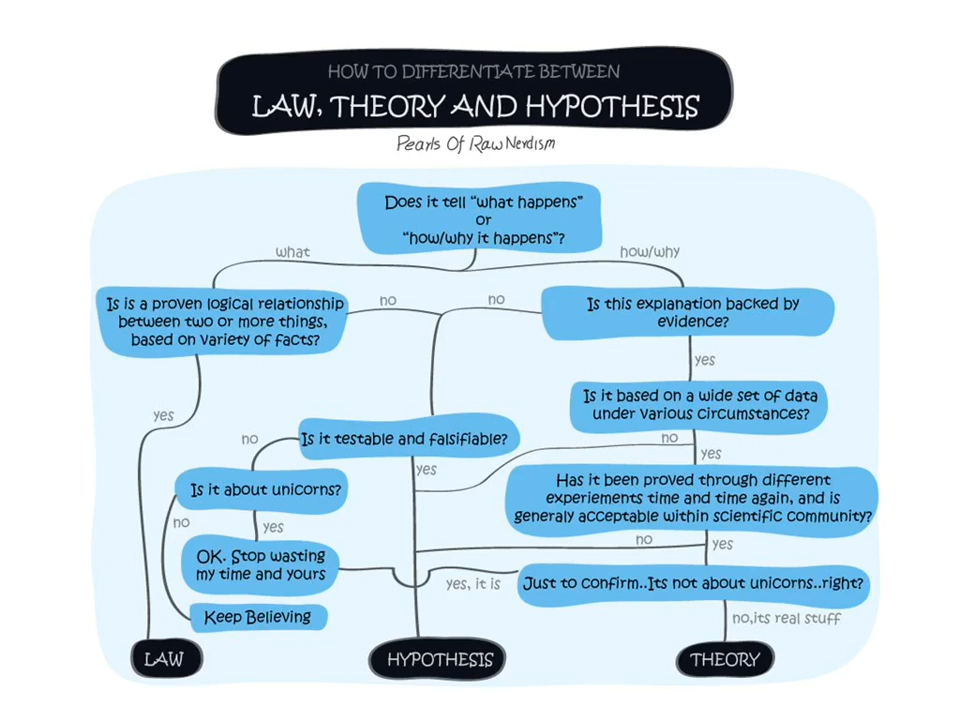 HOW TO DIFFERENTIATE BETWEEN
LAW, THEORY AND HYPOTHESIS
Pearls Of Raw Nerdism
Does it tell "what happens"
or
"how/why it happens"?
what
how/why
Is is a proven logical relationship
between two or more things,
based on variety of facts?
no
no
Is this explanation backed by
evidence?
yes
Is it based on a wide set of data
under various circumstances?
yes
no
Is it testable and falsifiable?
no
yes
yes
Is it about unicorns?
Has it been proved through different
experiements time and time again, and is
generaly acceptable within scientific community?
no
yes
no
yes
OK. Stop wasting
my time and yours
yes, it is
Just to confirm..Its not about unicorns..right?
Keep Believing
no,its real stuff
LAW
HYPOTHESIS
THEORY